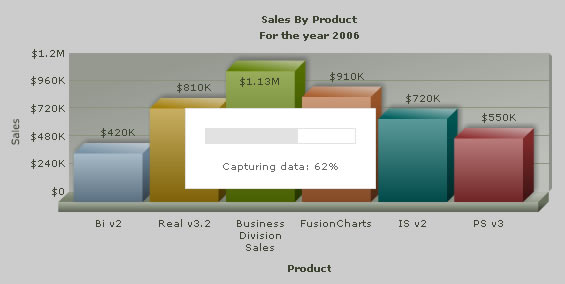 Sales By Product
For the year 2006
$1.2M
$960K
$720K
$480K
$240K
$0
Sales
$420K
$810K
$1.13M
$910K
$720K
$550K
Capturing data: 62%
Bi v2
Real v3.2
Business
Division
Sales
FusionCharts
IS v2
PS v3
Product